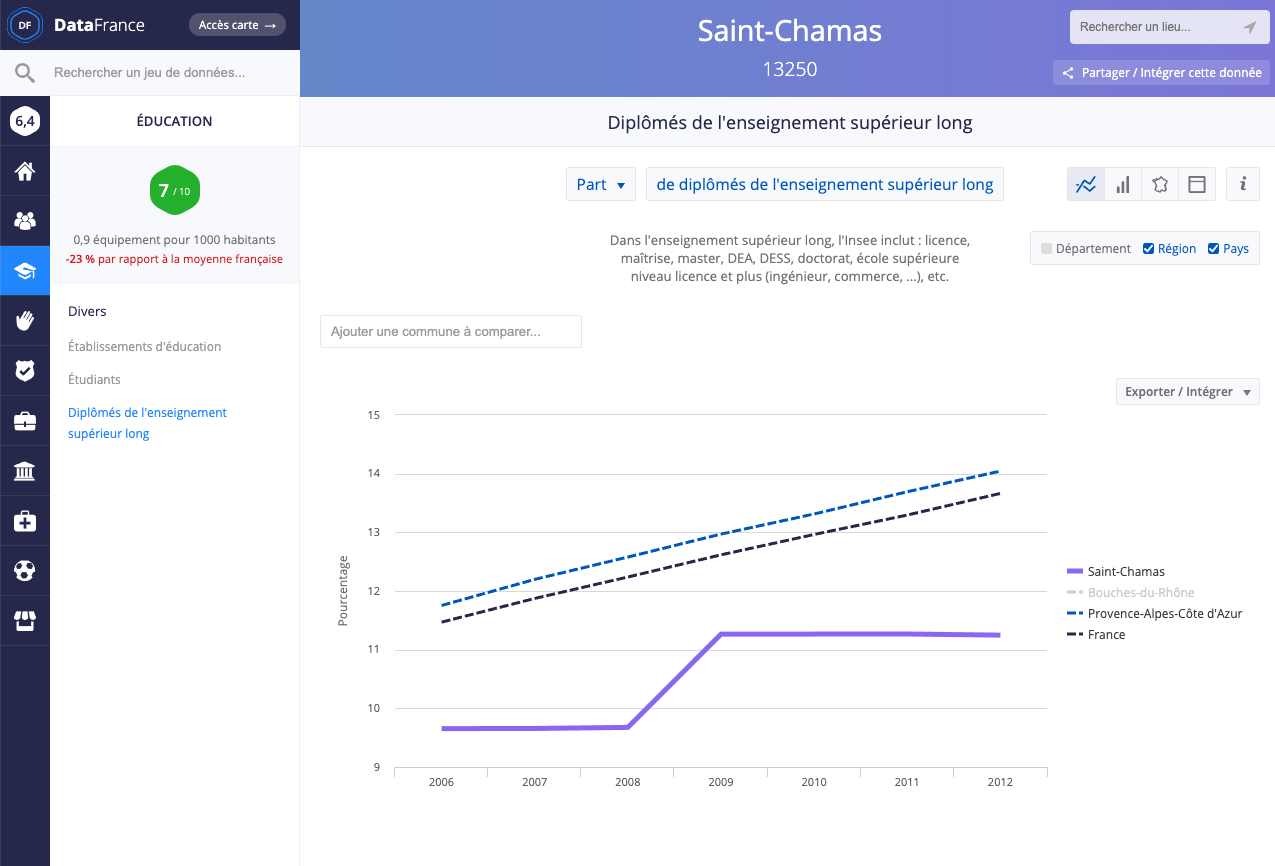 DF
DataFrance
Accès carte →
Saint-Chamas
13250
Rechercher un lieu...
Partager / Intégrer cette donnée
Rechercher un jeu de données...
6,4
ÉDUCATION
7 / 10
0,9 équipement pour 1000 habitants
-23 % par rapport à la moyenne française
Divers
Établissements d'éducation
Étudiants
Diplômés de l'enseignement
supérieur long
Diplômés de l'enseignement supérieur long
Part
de diplômés de l'enseignement supérieur long
i
Dans l'enseignement supérieur long, l'Insee inclut : licence,
maîtrise, master, DEA, DESS, doctorat, école supérieure
niveau licence et plus (ingénieur, commerce, ...), etc.
Département
Région
Pays
Ajouter une commune à comparer...
Exporter / Intégrer
Pourcentage
15
14
13
12
11
10
9
2006
2007
2008
2009
2010
2011
2012
Saint-Chamas
Bouches-du-Rhône
Provence-Alpes-Côte d'Azur
France